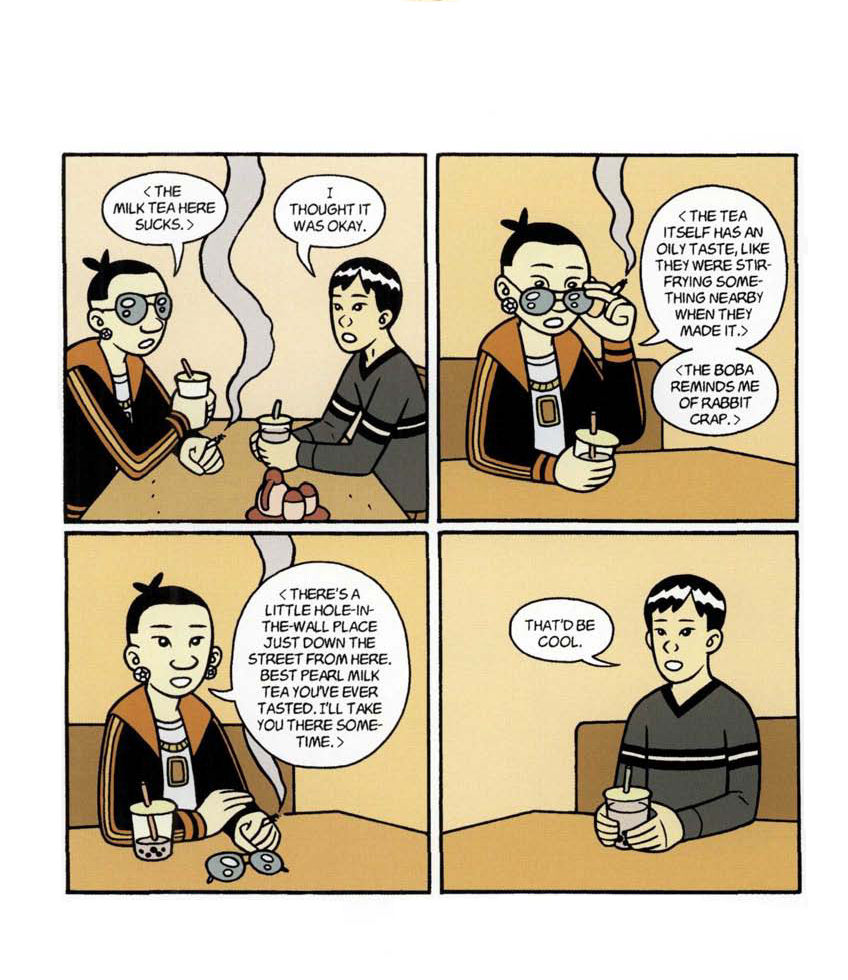 < THE
MILK TEA HERE
SUCKS. >
I
THOUGHT IT
WAS OKAY.
< THE TEA
ITSELF HAS AN
OILY TASTE, LIKE
THEY WERE STIR-
FRYING SOME-
THING NEARBY
WHEN THEY
MADE IT.>
<THE BOBA
REMINDS ME
OF RABBIT
CRAP. >
< THERE'S A
LITTLE HOLE-IN-
THE-WALL PLACE
JUST DOWN THE
STREET FROM HERE.
BEST PEARL MILK
TEA YOU'VE EVER
TASTED. I'LL TAKE
YOU THERE SOME-
TIME. >
THAT'D BE
COOL.